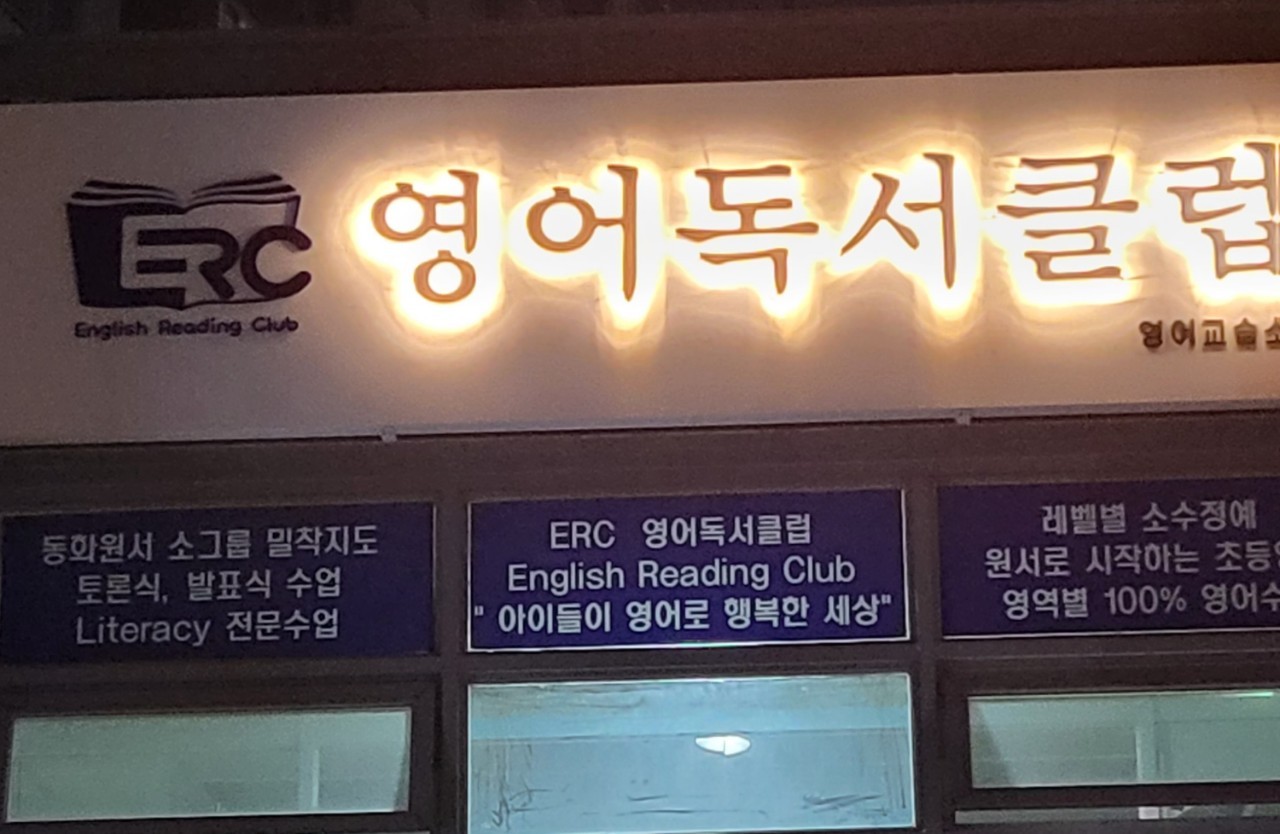 ERC
English Reading Club
영어독서클럽
영어교습소
동화원서 소그룹 밀착지도
토론식, 발표식 수업
Literacy 전문수업
ERC 영어독서클럽
English Reading Club
" 아이들이 영어로 행복한 세상"
레벨별 소수정예
원서로 시작하는
영역별 100%